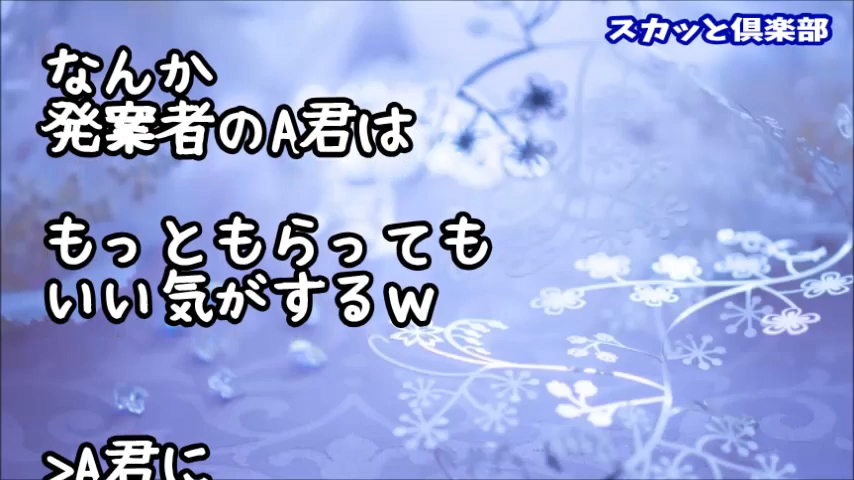 スカッと倶楽部
なんか
発案者のA君は
もっともらっても
いい気がするｗ
>A君に